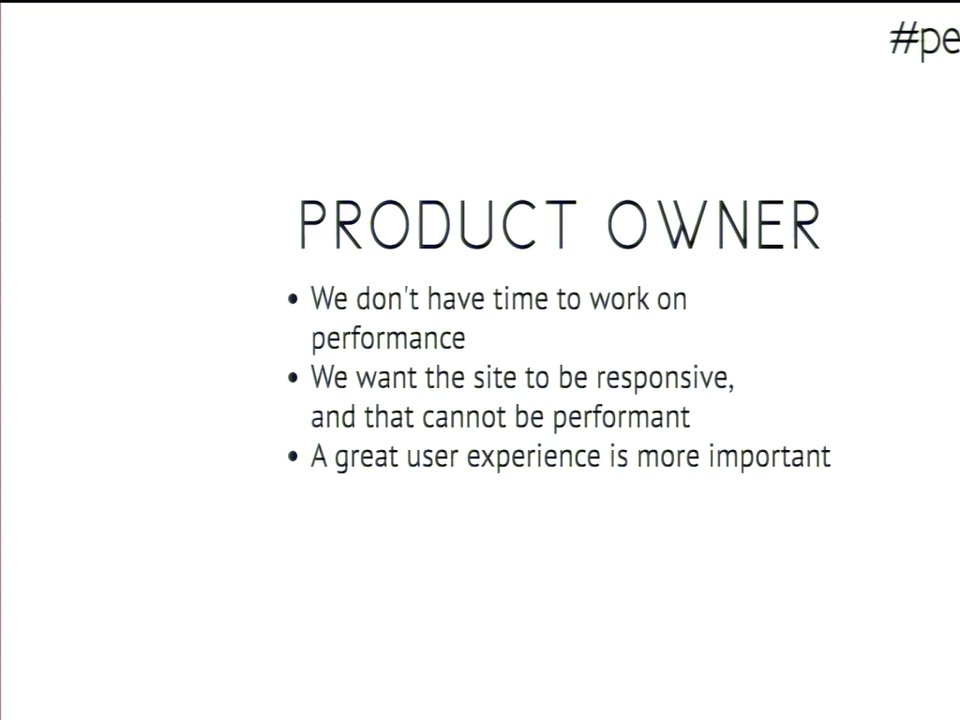 #pe
PRODUCT OWNER
• We don't have time to work on
performance
• We want the site to be responsive,
and that cannot be performant
• A great user experience is more important